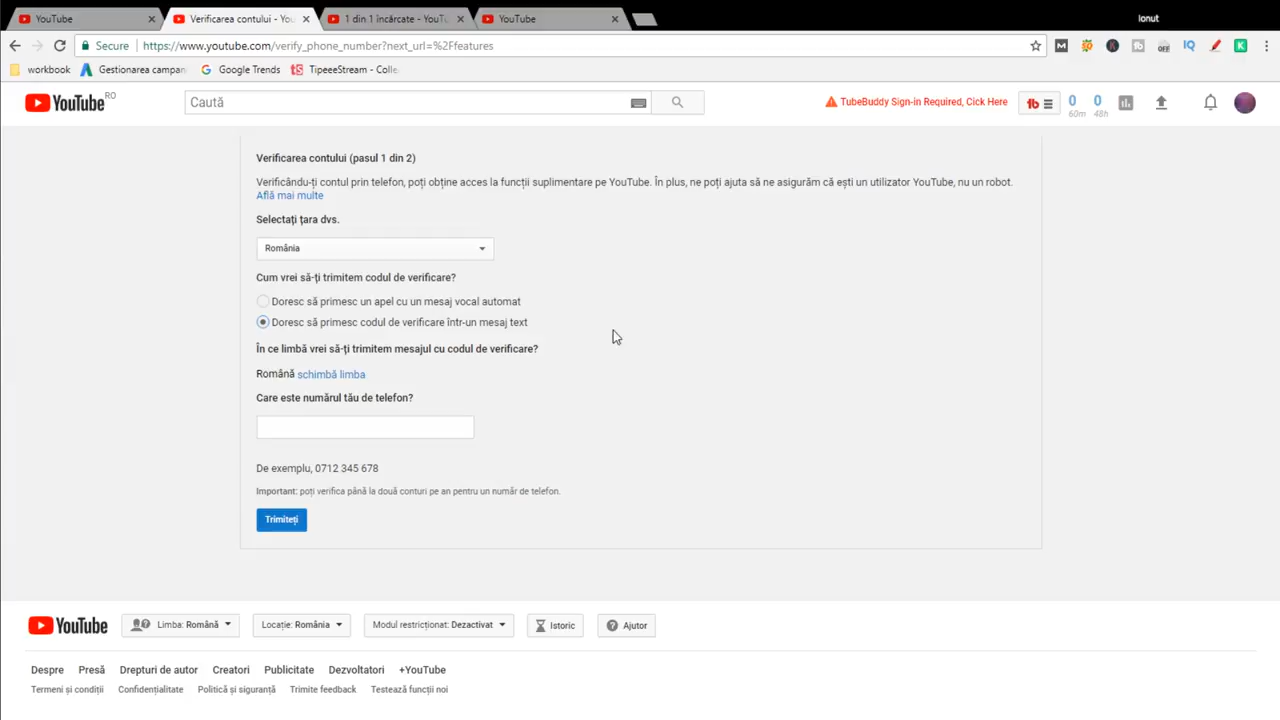 YouTube
Verificarea contului - You
1 din 1 încărcate - YouTu
YouTube
Ionut
Secure https://www.youtube.com/verify_phone_number?next_url=%2Ffeatures
workbook Gestionarea campan Google Trends TipeeeStream - Colle
YouTube RO Caută TubeBuddy Sign-in Required, Click Here tb 0 60m 0 48h
Verificarea contului (pasul 1 din 2)
Verificându-ți contul prin telefon, poți obține acces la funcții suplimentare pe YouTube. În plus, ne poți ajuta să ne asigurăm că ești un utilizator YouTube, nu un robot.
Află mai multe
Selectați țara dvs.
România
Cum vrei să-ți trimitem codul de verificare?
Doresc să primesc un apel cu un mesaj vocal automat
Doresc să primesc codul de verificare într-un mesaj text
În ce limbă vrei să-ți trimitem mesajul cu codul de verificare?
Română schimbă limba
Care este numărul tău de telefon?
De exemplu, 0712 345 678
Important: poți verifica până la două conturi pe an pentru un număr de telefon.
Trimiteți
YouTube Limba: Română Locație: România Modul restricționat: Dezactivat Istoric Ajutor
Despre Presă Drepturi de autor Creatori Publicitate Dezvoltatori +YouTube
Termeni și condiții Confidențialitate Politică și siguranță Trimite feedback Testează funcții noi